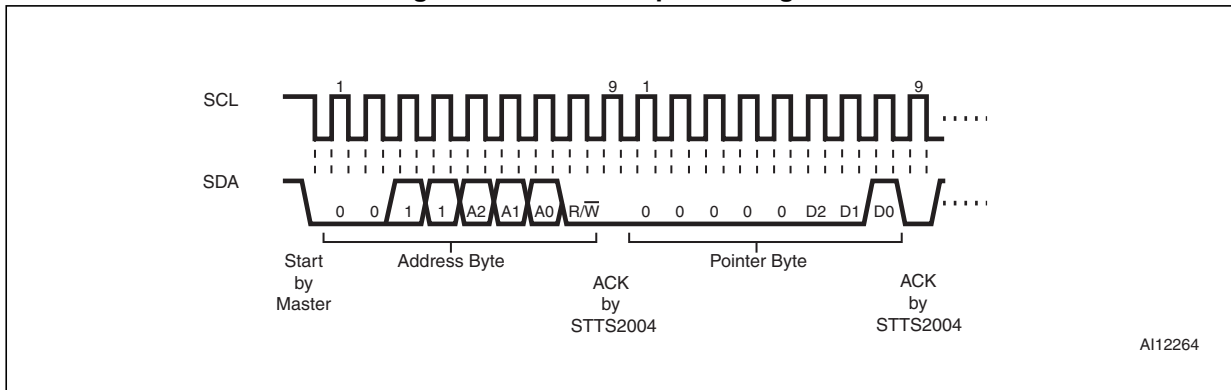 1 9 1 9
SCL
SDA
0 0 1 1 A2 A1 A0 R/W 0 0 0 0 0 D2 D1 D0
Address Byte Pointer Byte
Start
by
Master
ACK
by
STTS2004
ACK
by
STTS2004
AI12264